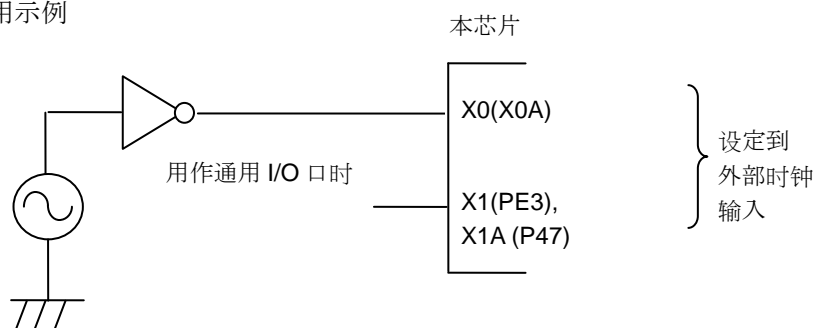 用示例
本芯片
X0(X0A)
用作通用 I/O 口时
X1(PE3),
X1A (P47)
设定到
外部时钟
输入